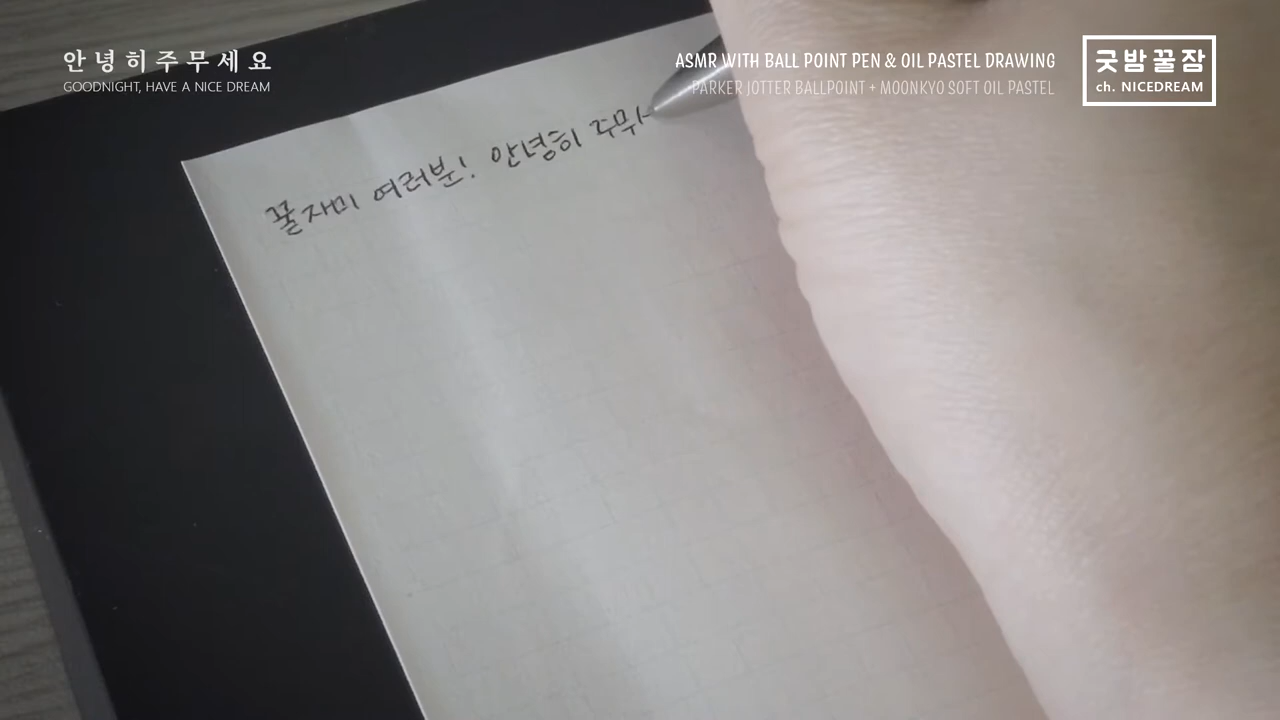 안녕히주무세요
GOODNIGHT, HAVE A NICE DREAM
ASMR WITH BALL POINT PEN & OIL PASTEL DRAWING
PARKER JOTTER BALLPOINT + MOONKYO SOFT OIL PASTEL
굿밤꿀잠
ch. NICEDREAM
꿀자미 여러분! 안녕히 주무